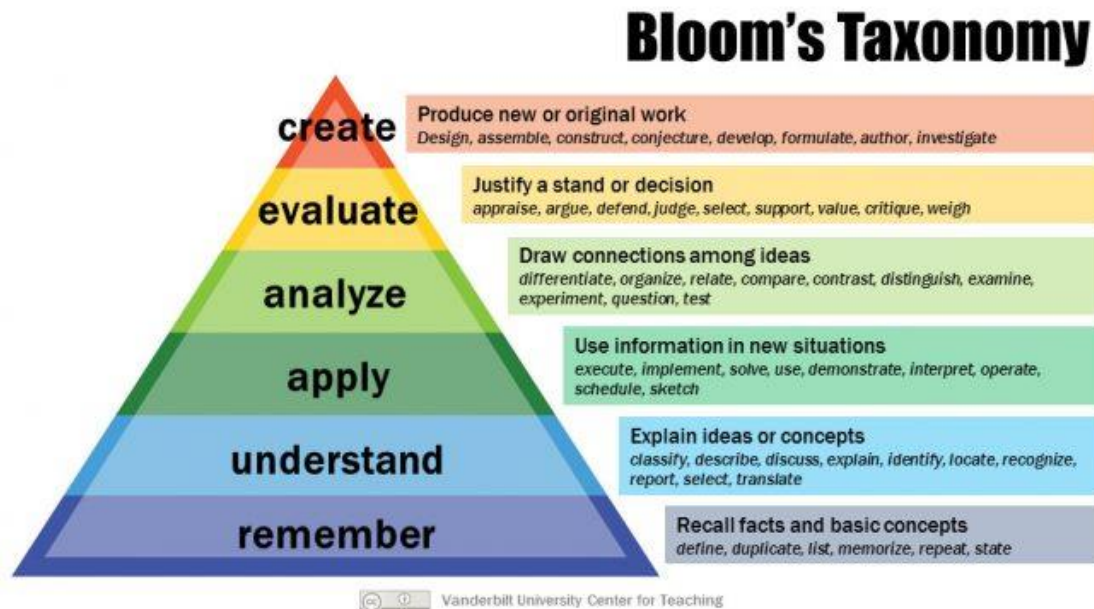 Bloom's Taxonomy
create
Produce new or original work
Design, assemble, construct, conjecture, develop, formulate, author, investigate
evaluate
Justify a stand or decision
appraise, argue, defend, judge, select, support, value, critique, weigh
analyze
Draw connections among ideas
differentiate, organize, relate, compare, contrast, distinguish, examine,
experiment, question, test
apply
Use information in new situations
execute, implement, solve, use, demonstrate, interpret, operate,
schedule, sketch
understand
Explain ideas or concepts
classify, describe, discuss, explain, identify, locate, recognize,
report, select, translate
remember
Recall facts and basic concepts
define, duplicate, list, memorize, repeat, state
cc Vanderbilt University Center for Teaching